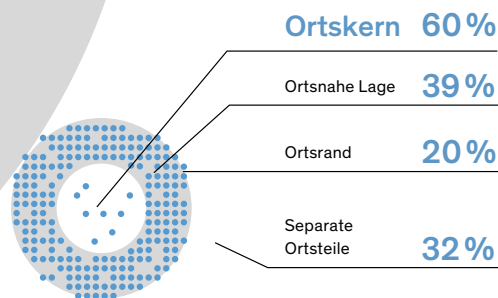 Ortskern 60 %
Ortsnahe Lage 39 %
Ortsrand 20 %
Separate
Ortsteile 32 %